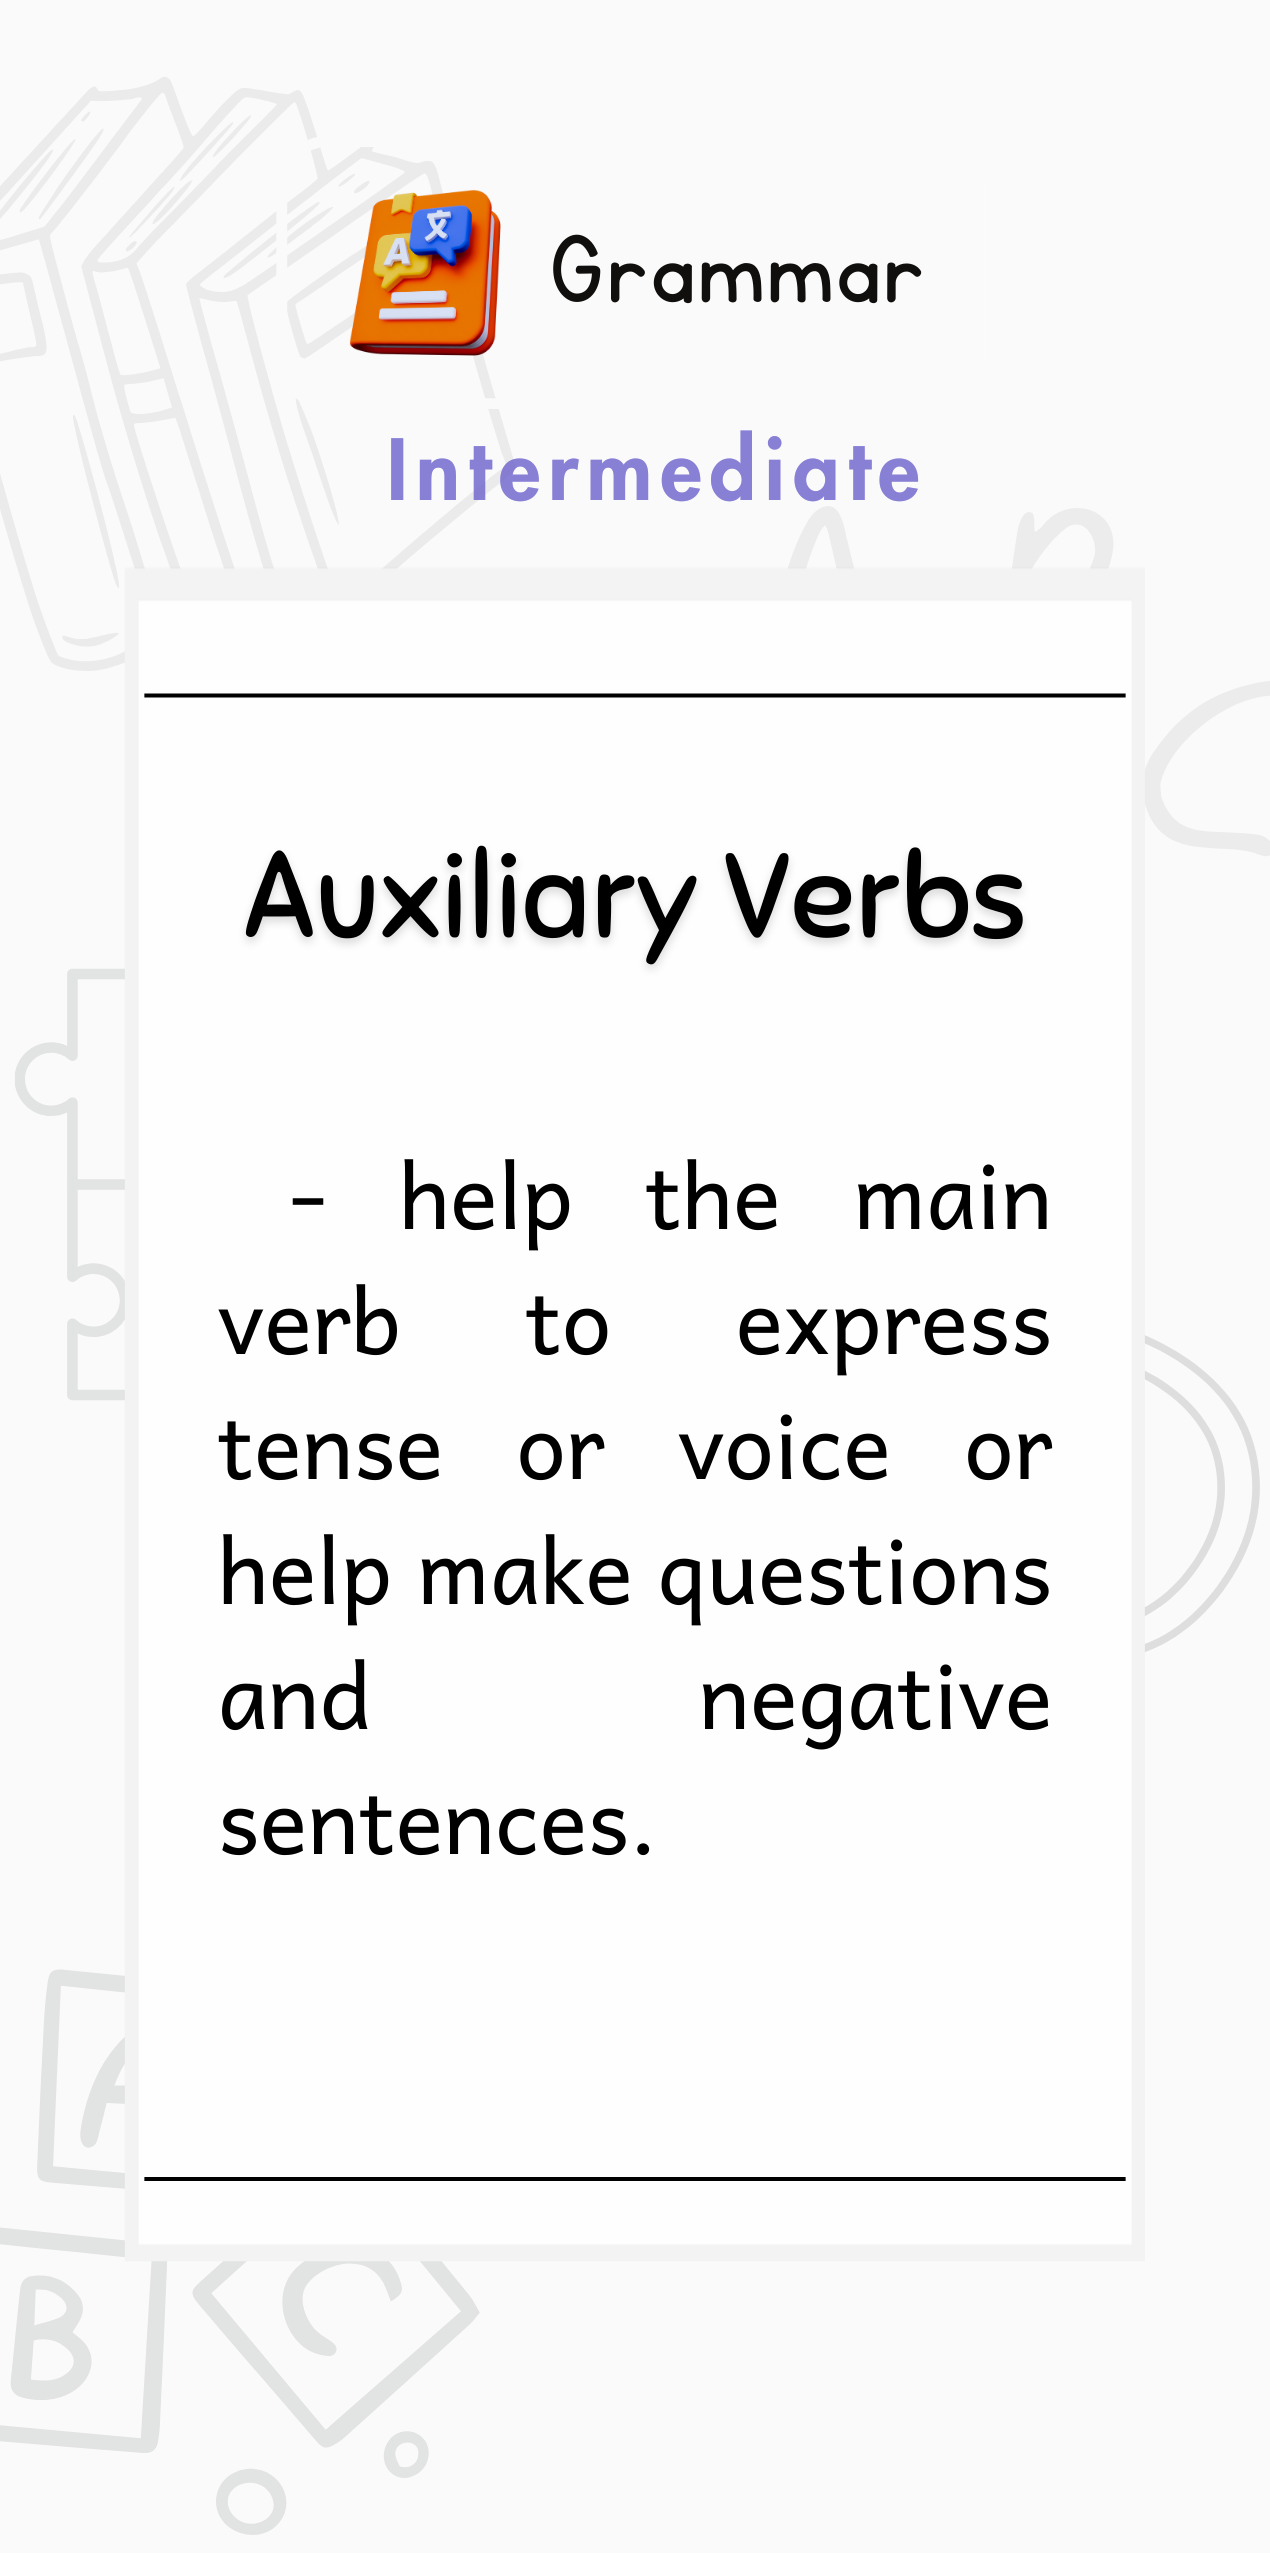 A 文
Grammar
Intermediate
Auxiliary Verbs
- help the main
verb to express
tense or voice or
help make questions
and negative
sentences.
A
B C